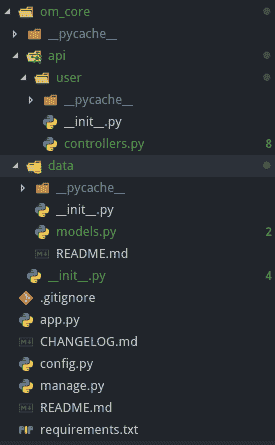 om_core
__pycache__
api
user
__pycache__
__init__.py
controllers.py 8
data
__pycache__
__init__.py
models.py 2
README.md
__init__.py 4
.gitignore
app.py
CHANGELOG.md
config.py
manage.py
README.md
requirements.txt